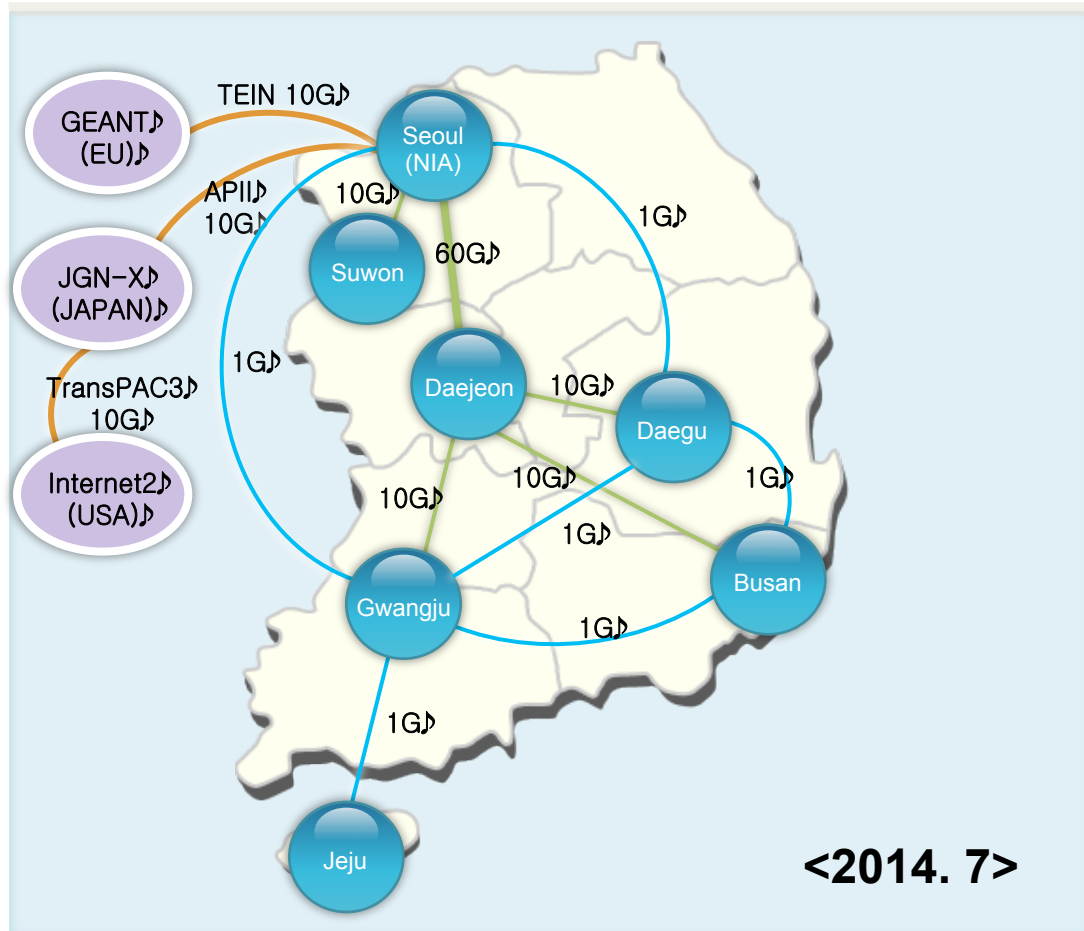 TEIN 10G♪
GEANT♪
(EU)♪
Seoul
(NIA)
APII♪
10G♪
10G♪
1G♪
60G♪
Suwon
JGN-X♪
(JAPAN)♪
1G♪
TransPAC3♪
10G♪
Daejeon
10G♪
Daegu
Internet2♪
(USA)♪
10G♪
10G♪
1G♪
1G♪
Busan
Gwangju
1G♪
1G♪
Jeju
<2014. 7>